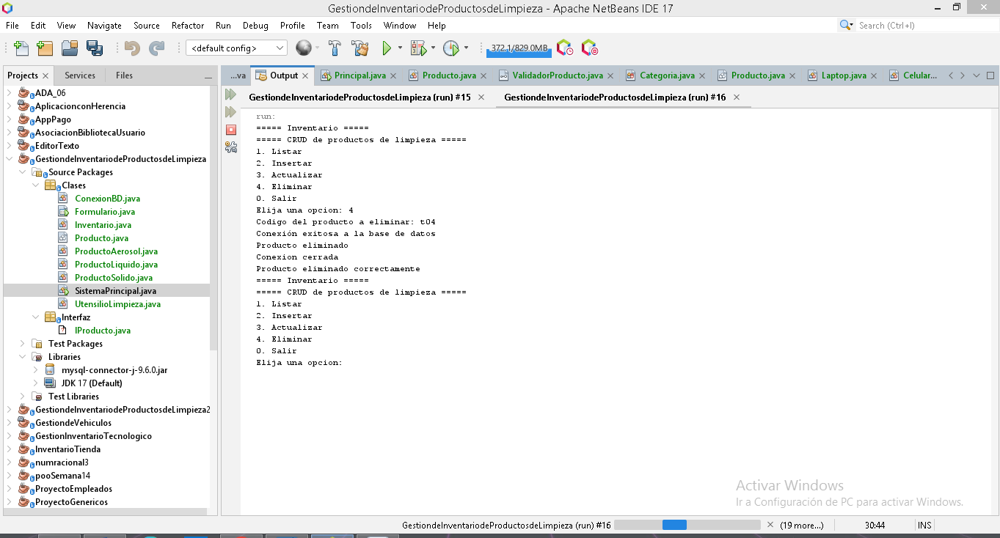 GestiondeInventariodeProductosdeLimpieza - Apache NetBeans IDE 17
File Edit View Navigate Source Refactor Run Debug Profile Team Tools Window Help
Search (Ctrl+I)
<default config>
372.1/829.0MB
Projects Services Files
...va Output Principal.java Producto.java ValidadorProducto.java Categoria.java Producto.java Laptop.java Celular...
GestiondeInventariodeProductosdeLimpieza (run) #15 GestiondeInventariodeProductosdeLimpieza (run) #16
ADA_06
AplicacionconHerencia
AppPago
AsociacionBibliotecaUsuario
EditorTexto
GestiondeInventariodeProductosdeLimpieza
Source Packages
Clases
ConexionBD.java
Formulario.java
Inventario.java
Producto.java
ProductoAerosol.java
ProductoLiquido.java
ProductoSolido.java
SistemaPrincipal.java
UtensilioLimpieza.java
Interfaz
IProducto.java
Test Packages
Libraries
mysql-connector-j-9.6.0.jar
JDK 17 (Default)
Test Libraries
GestiondeInventariodeProductosdeLimpieza2
GestiondeVehiculos
GestionInventarioTecnologico
InventarioTienda
numracional3
pooSemana14
ProyectoEmpleados
ProyectoGenericos
run:
===== Inventario =====
===== CRUD de productos de limpieza =====
1. Listar
2. Insertar
3. Actualizar
4. Eliminar
0. Salir
Elija una opcion: 4
Codigo del producto a eliminar: t04
Conexión exitosa a la base de datos
Producto eliminado
Conexion cerrada
Producto eliminado correctamente
===== Inventario =====
===== CRUD de productos de limpieza =====
1. Listar
2. Insertar
3. Actualizar
4. Eliminar
0. Salir
Elija una opcion:
Activar Windows
Ir a Configuración de PC para activar Windows.
GestiondeInventariodeProductosdeLimpieza (run) #16 (19 more...) 30:44 INS